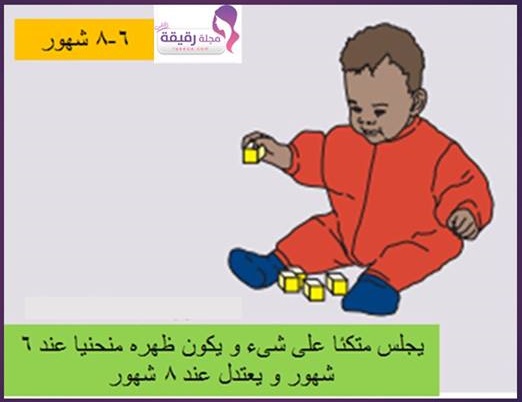 ٦-٨ شهور
مجلة رقيقة
يجلس متكئا على شىء و يكون ظهره منحنيا عند ٦
شهور و يعتدل عند ٨ شهور